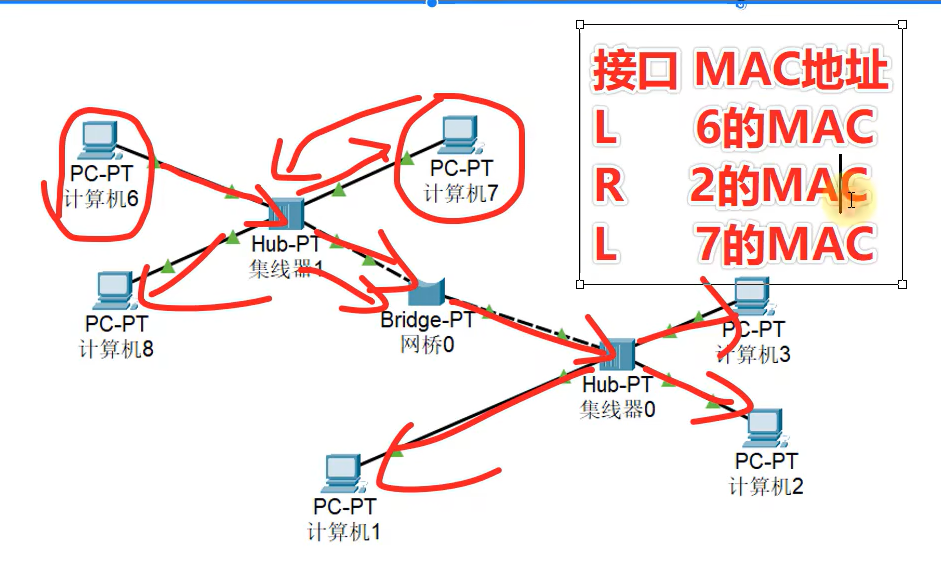 接口 MAC地址
L 6的MAC
R 2的MAC
L 7的MAC
PC-PT
计算机6
PC-PT
计算机7
Hub-PT
集线器1
PC-PT
计算机8
Bridge-PT
网桥0
PC-PT
计算机3
Hub-PT
集线器0
PC-PT
计算机2
PC-PT
计算机1